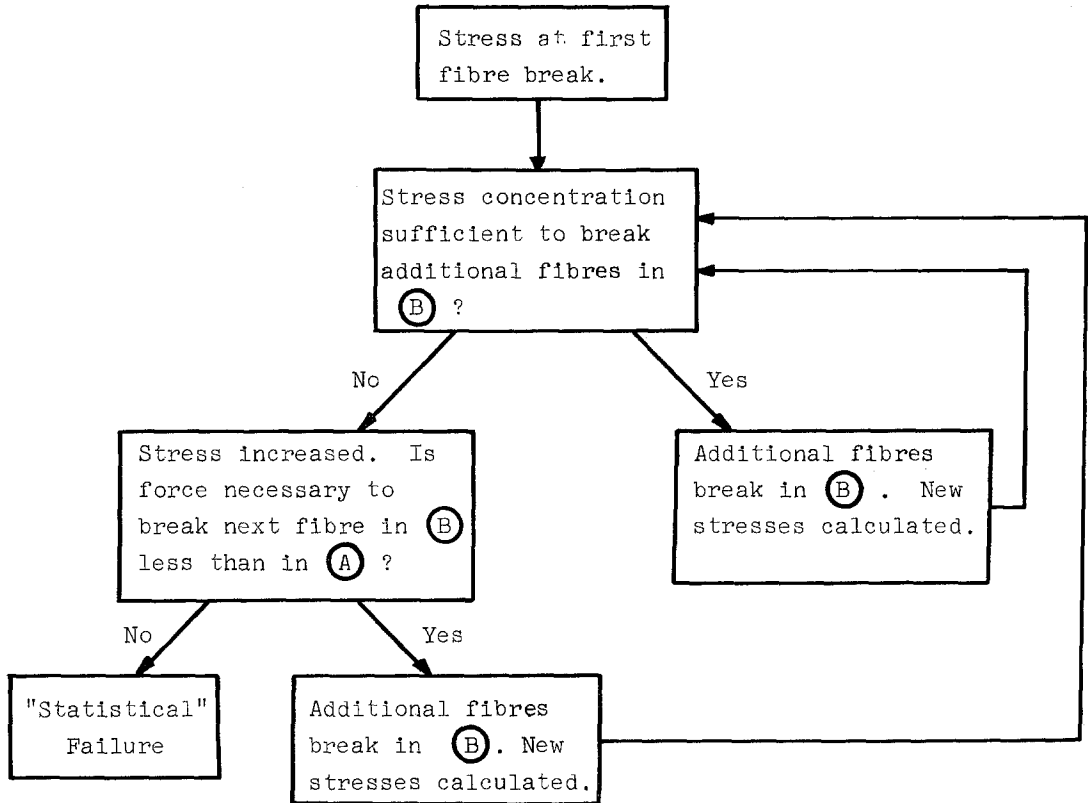 Stress at first
fibre break.
Stress concentration
sufficient to break
additional fibres in
B ?
No
Yes
Stress increased. Is
force necessary to
break next fibre in B
less than in A ?
Additional fibres
break in B . New
stresses calculated.
No
Yes
"Statistical"
Failure
Additional fibres
break in B . New
stresses calculated.